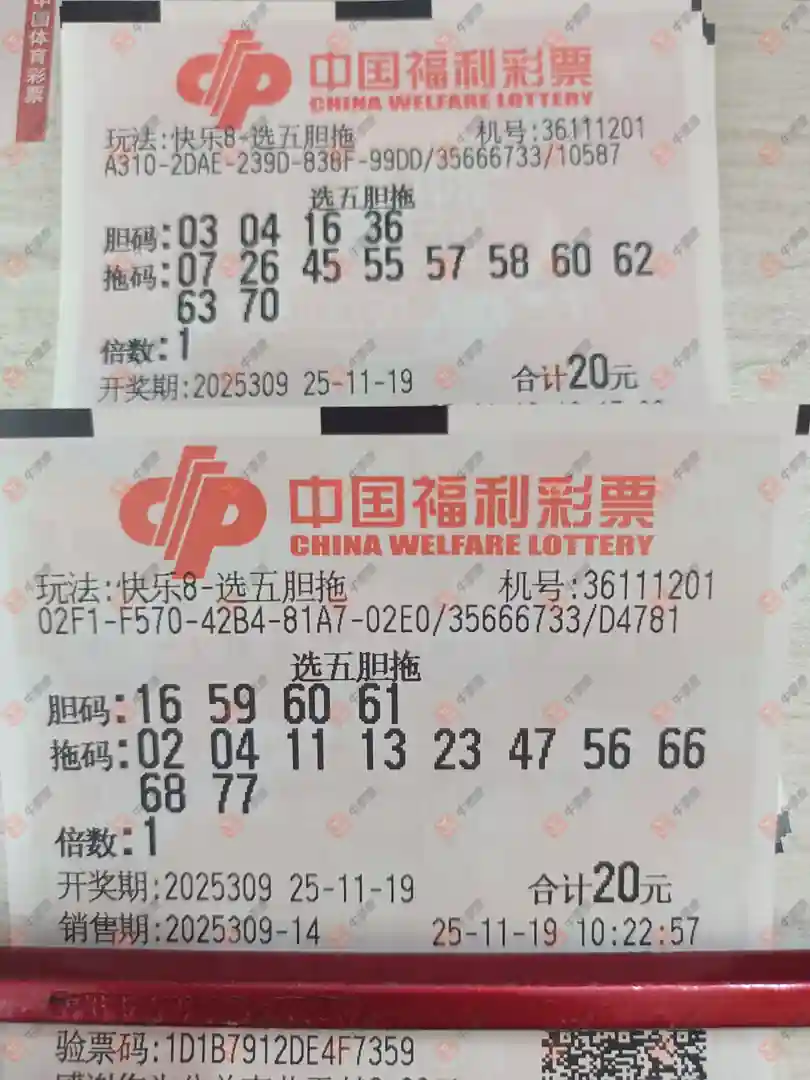 中国体育彩票
中国福利彩票
CHINA WELFARE LOTTERY
玩法:快乐8-选五胆拖 机号:36111201
A310-2DAE-239D-838F-99DD/35666733/10587
选五胆拖
胆码:03 04 16 36
拖码:07 26 45 55 57 58 60 62
63 70
倍数:1
开奖期:2025309 25-11-19 合计20元
中国福利彩票
CHINA WELFARE LOTTERY
玩法:快乐8-选五胆拖 机号:36111201
02F1-F570-42B4-81A7-02E0/35666733/D4781
选五胆拖
胆码:16 59 60 61
拖码:02 04 11 13 23 47 56 66
68 77
倍数:1
开奖期:2025309 25-11-19 合计20元
销售期:2025309-14 25-11-19 10:22:57
验票码:1D1B7912DE4F7359